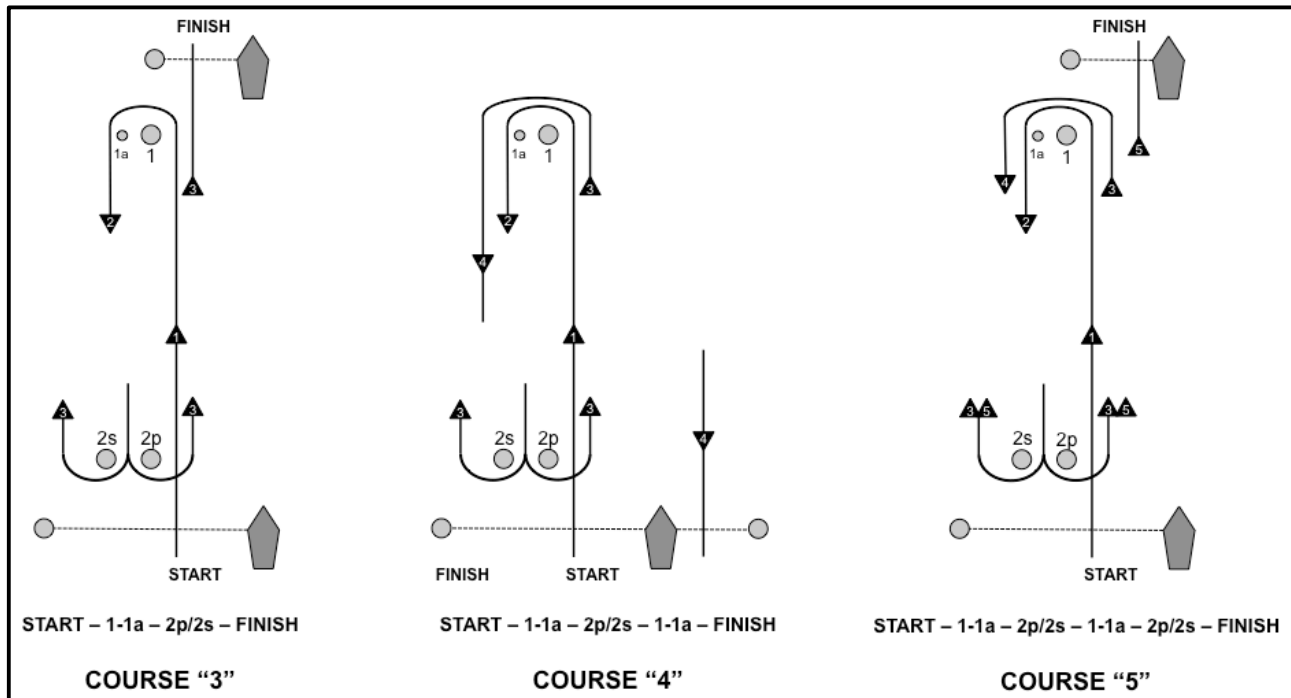 FINISH
1a
1
2
3
1
3
3
2s
2p
START
START – 1-1a – 2p/2s – FINISH
COURSE “3”
1a
1
2
3
4
1
3
3
2s
2p
4
FINISH
START
START – 1-1a – 2p/2s – 1-1a – FINISH
COURSE “4”
FINISH
5
1a
1
4
3
2
1
3 5
3 5
2s
2p
START
START – 1-1a – 2p/2s – 1-1a – 2p/2s – FINISH
COURSE “5”